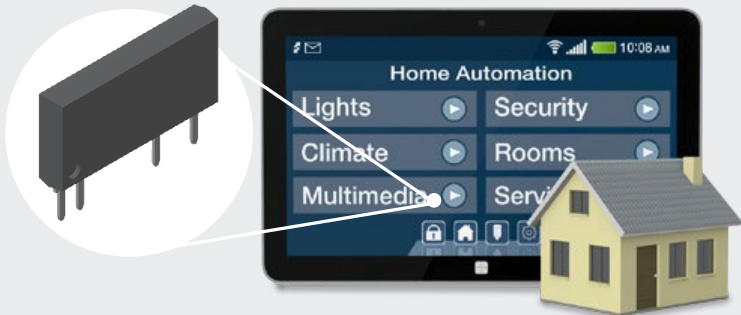 10:08 AM
Home Automation
Lights
Security
Climate
Rooms
Multimedia